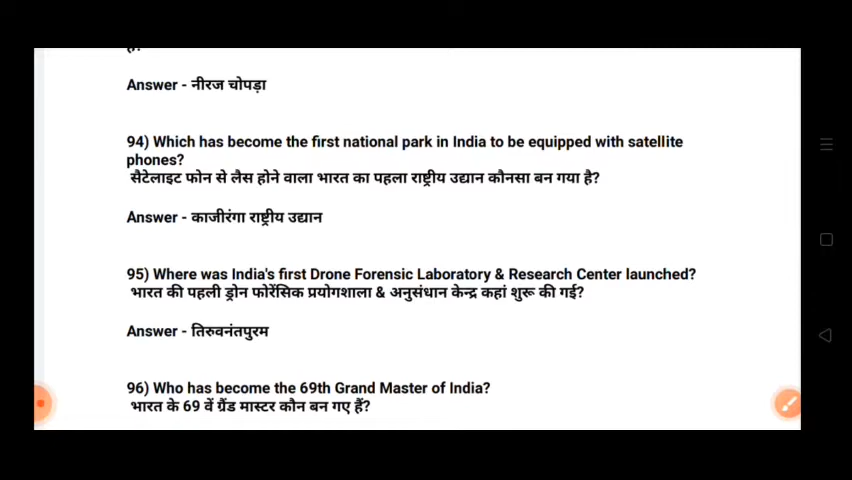 Answer - नीरज चोपड़ा
94) Which has become the first national park in India to be equipped with satellite
phones?
सैटेलाइट फोन से लैस होने वाला भारत का पहला राष्ट्रीय उद्यान कौनसा बन गया है?
Answer - काजीरंगा राष्ट्रीय उद्यान
95) Where was India's first Drone Forensic Laboratory & Research Center launched?
भारत की पहली ड्रोन फोरेंसिक प्रयोगशाला & अनुसंधान केन्द्र कहां शुरू की गई?
Answer - तिरुवनंतपुरम
96) Who has become the 69th Grand Master of India?
भारत के 69 वें ग्रैंड मास्टर कौन बन गए हैं?